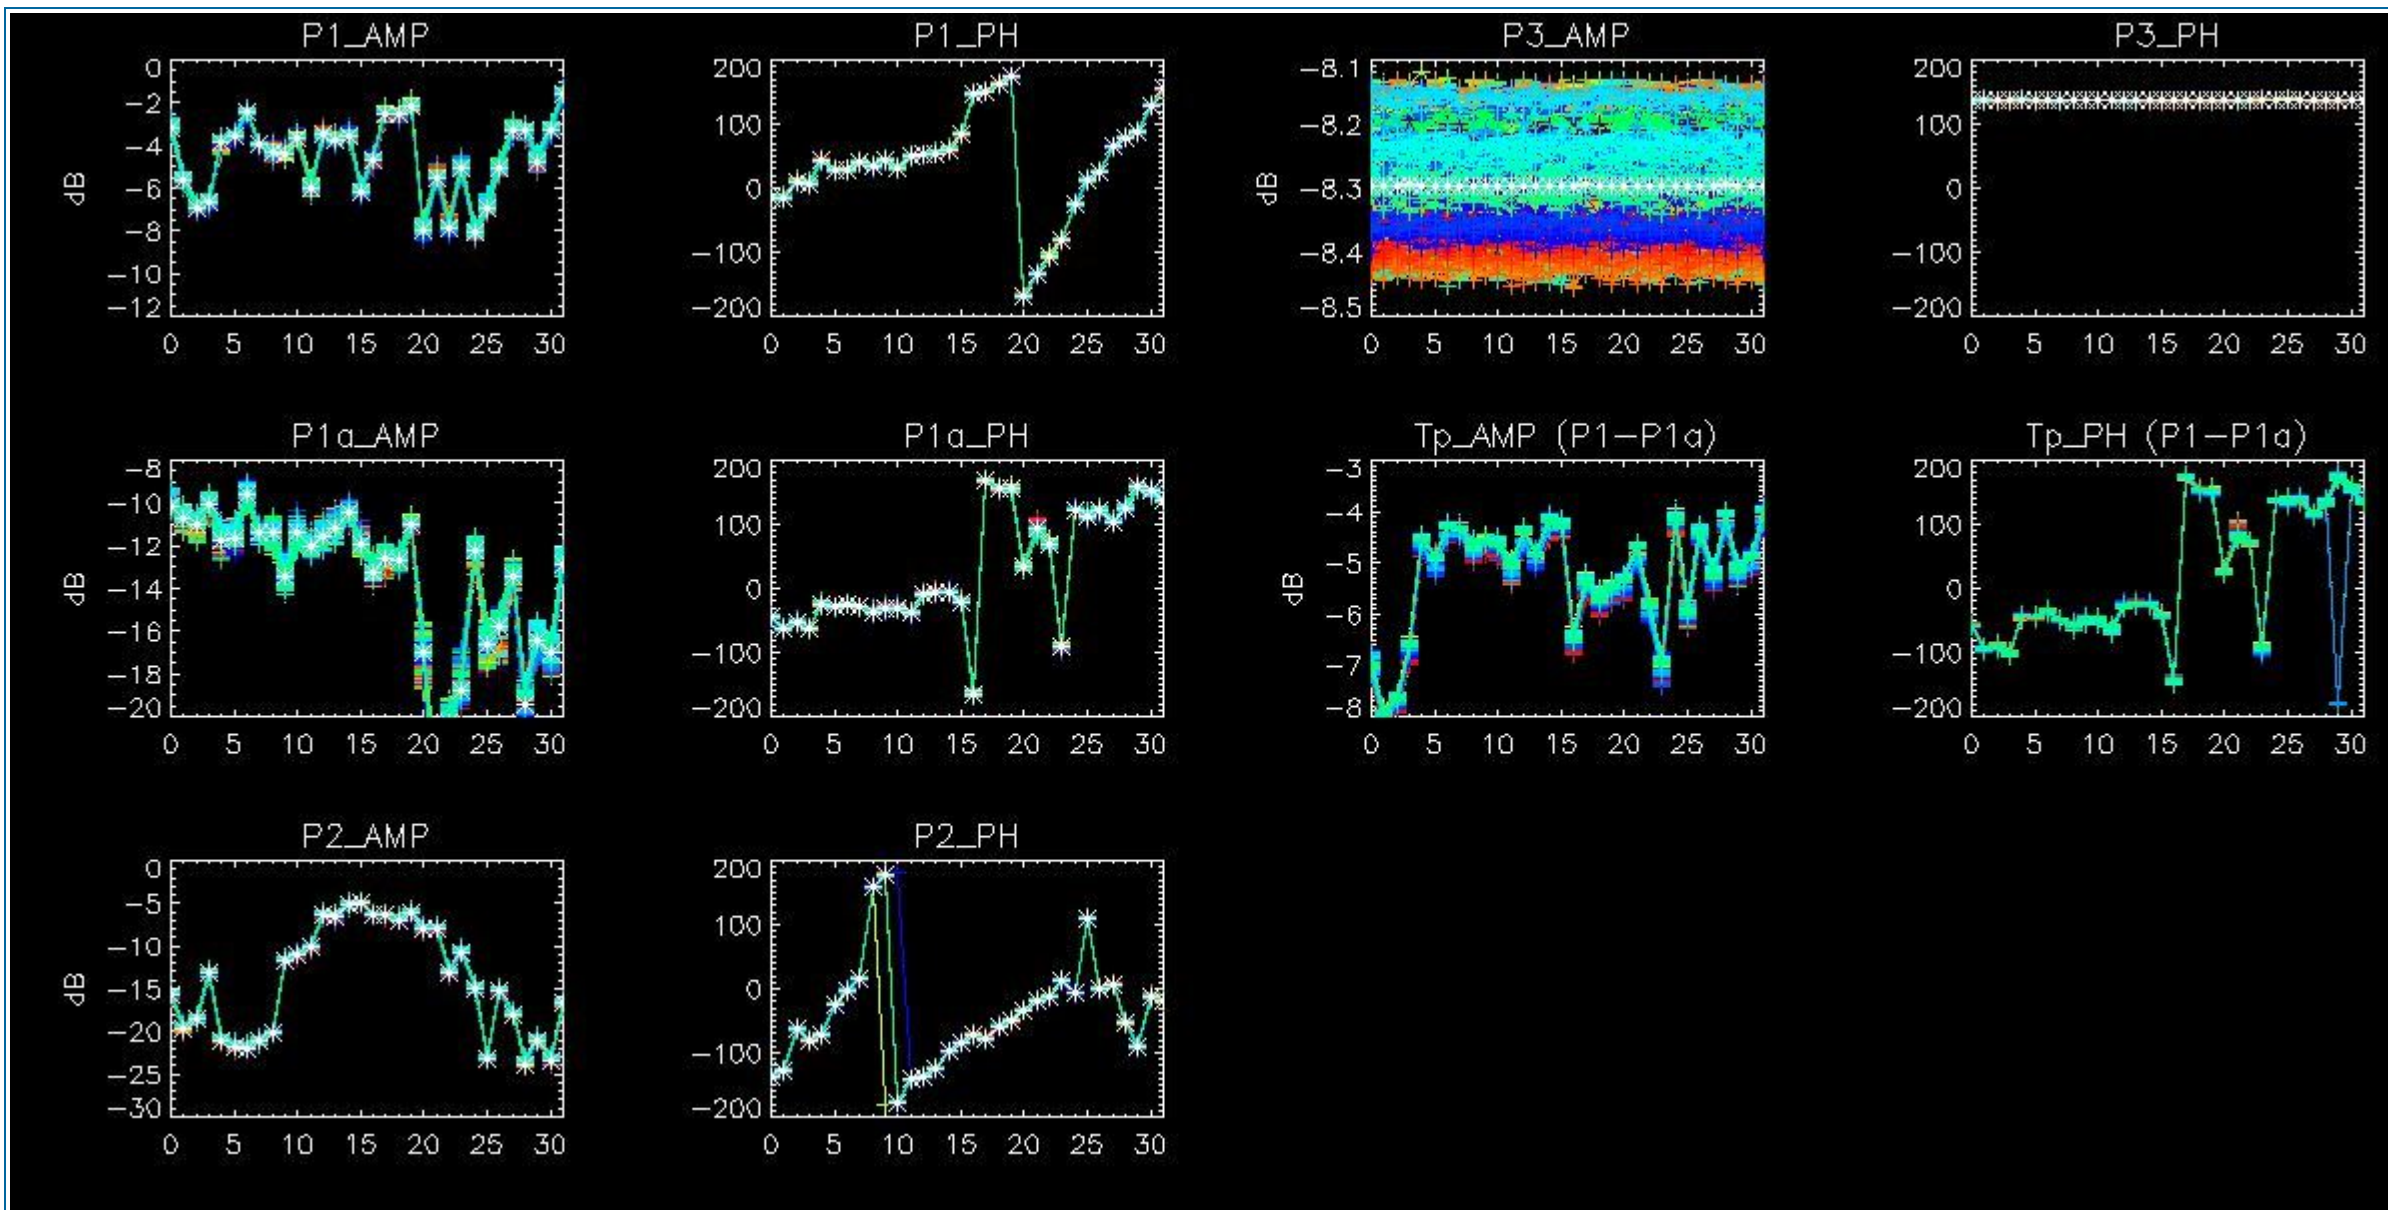 P1_AMP P1_PH P3_AMP P3_PH
0 200 -8.1 200
-2 100 -8.2 100
-4 0 -8.3 0
-6 -100 -8.4 -100
-8 -200 -8.5 -200
-10
-12
dB dB
0 5 10 15 20 25 30 0 5 10 15 20 25 30 0 5 10 15 20 25 30 0 5 10 15 20 25 30
P1a_AMP P1a_PH Tp_AMP (P1-P1a) Tp_PH (P1-P1a)
-8 200 -3 200
-10 100 -4 100
-12 0 -5 0
-14 -100 -6 -100
-16 -200 -7 -200
-18 -8
-20
dB dB
0 5 10 15 20 25 30 0 5 10 15 20 25 30 0 5 10 15 20 25 30 0 5 10 15 20 25 30
P2_AMP P2_PH
0 200
-5 100
-10 0
-15 -100
-20 -200
-25
-30
dB
0 5 10 15 20 25 30 0 5 10 15 20 25 30